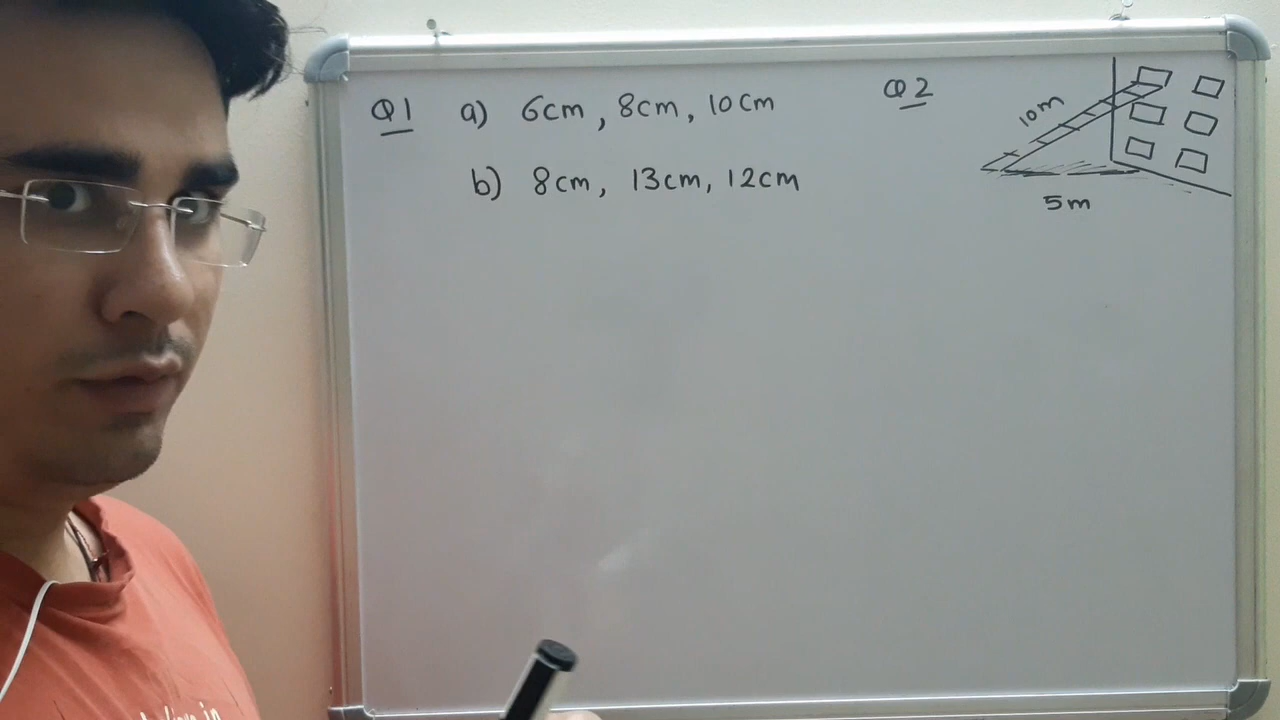 Q1 a) 6cm, 8cm, 10cm
b) 8cm, 13cm, 12cm
Q2
10m
5m